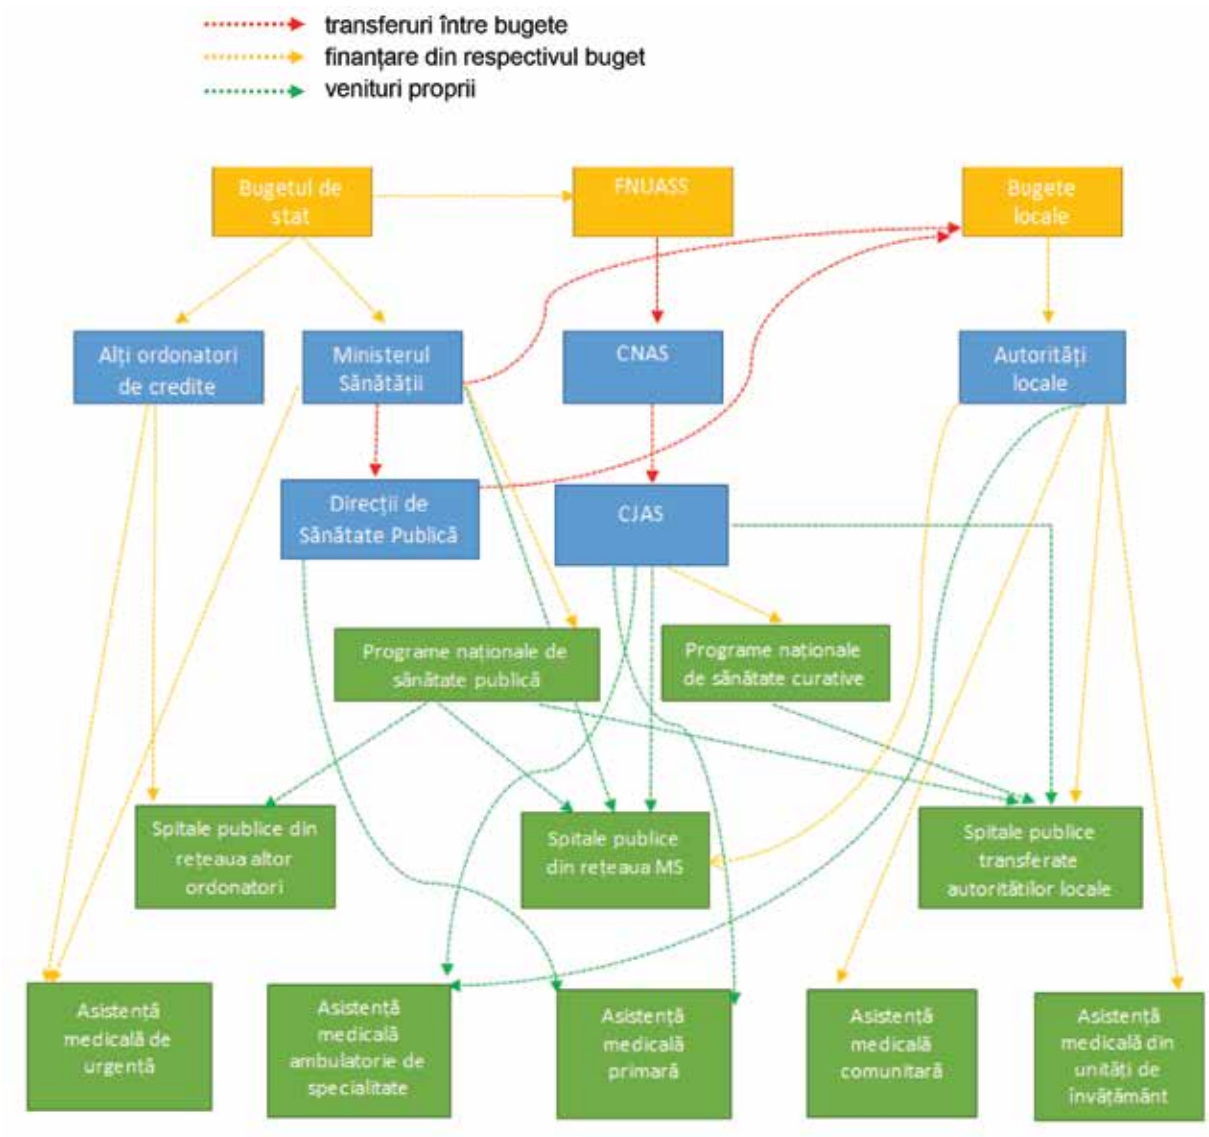 transferuri între bugete
finanțare din respectivul buget
venituri proprii
Bugetul de
stat
FNUASS
Bugete
locale
Alți ordonatori
de credite
Ministerul
Sănătății
CNAS
Autorități
locale
Direcții de
Sănătate Publică
CJAS
Programe naționale de
sănătate publică
Programe naționale
de sănătate curative
Spitale publice din
rețeaua altor
ordonatori
Spitale publice
din rețeaua MS
Spitale publice
transferate
autoritătilor locale
Asistență
medicală de
urgentă
Asistență
medicală
ambulatorie de
specialitate
Asistență
medicală
primară
Asistență
medicală
comunitară
Asistență
medicală din
unități de
învățământ